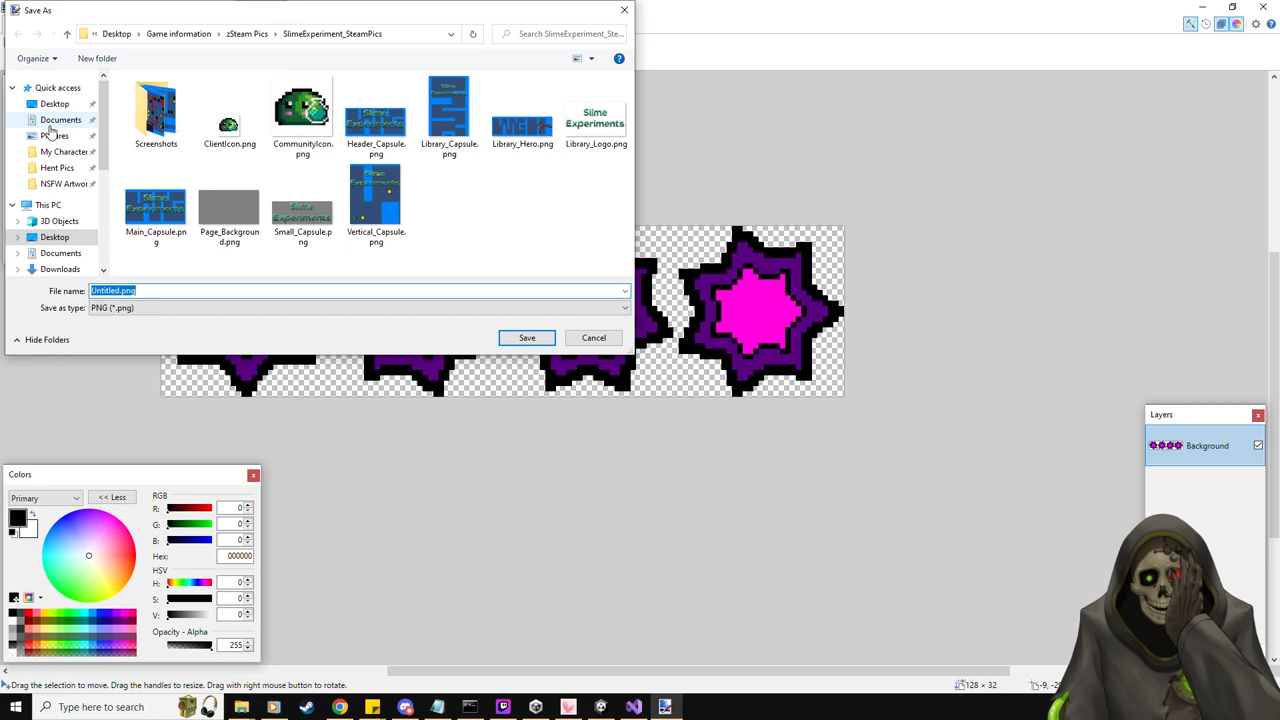 Save As
Desktop
Game information
zSteam Pics
SlimeExperiment_SteamPics
Search SlimeExperiment_Ste...
Organize
New folder
Quick access
Desktop
Documents
My Character
Hent Pics
NSFW Artwor
This PC
3D Objects
Desktop
Documents
Downloads
Screenshots
ClientIcon.png
CommunityIcon.
png
Header_Capsule.
png
Library_Capsule.
png
Library_Hero.png
Library_Logo.png
Slime
Experiments
Main_Capsule.pn
g
Page_Backgroun
d.png
Small_Capsule.p
ng
Vertical_Capsule.
png
File name:
Untitled.png
Save as type:
PNG (*.png)
Hide Folders
Save
Cancel
Layers
Background
Colors
Primary
<< Less
RGB
R:
0
G:
0
B:
0
Hex:
000000
HSV
H:
0
S:
0
V:
0
Opacity - Alpha
255
Drag the selection to move. Drag the handles to resize. Drag with right mouse button to rotate.
128 × 32
Type here to search